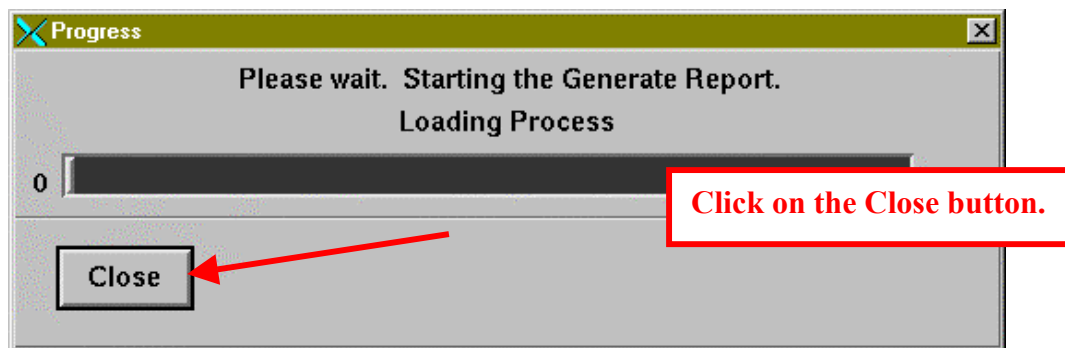 Progress
Please wait. Starting the Generate Report.
Loading Process
0
Click on the Close button.
Close